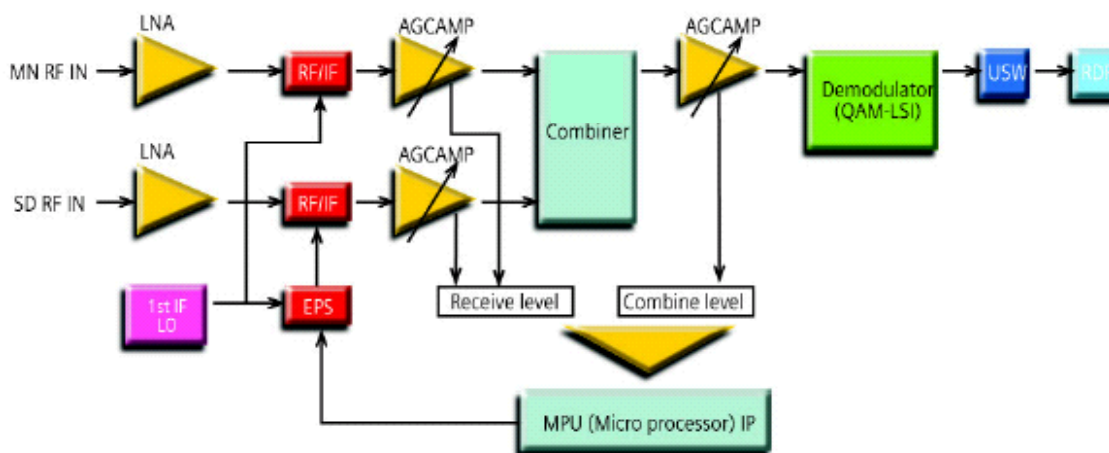 LNA
AGCAMP
AGCAMP
MN RF IN
RF/IF
Combiner
Demodulator
(QAM-LSI)
USW
LNA
AGCAMP
SD RF IN
RF/IF
1st IF
LO
EPS
Receive level
Combine level
MPU (Micro processor) IP